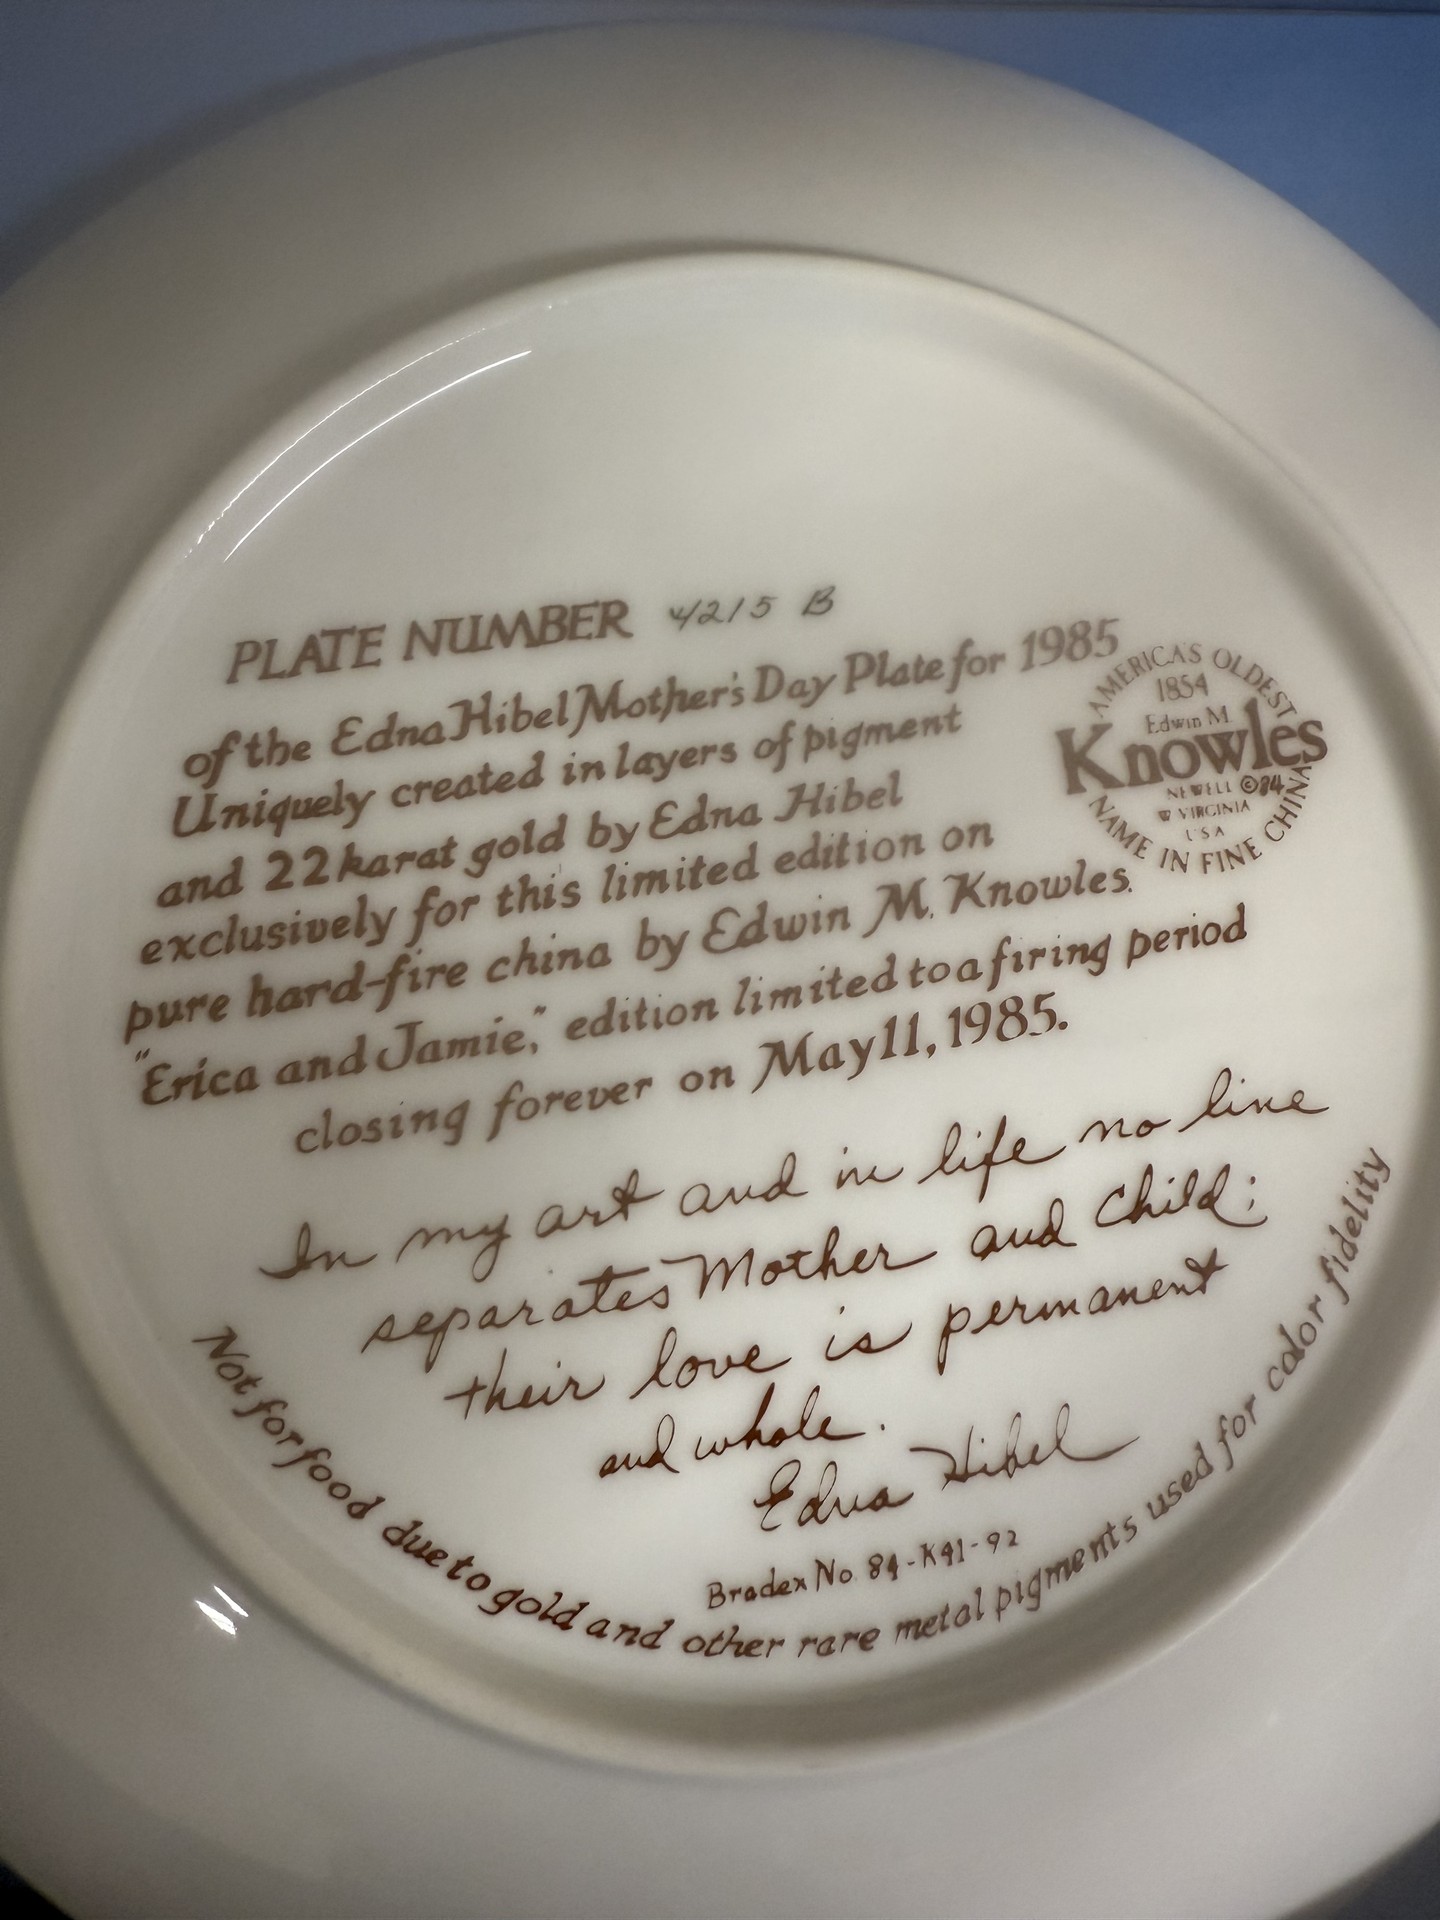 PLATE NUMBER 4215 B
of the Edna Hibel Mother's Day Plate for 1985
Uniquely created in layers of pigment
and 22 karat gold by Edna Hibel
exclusively for this limited edition on
pure hard-fire china by Edwin M. Knowles.
"Erica and Jamie," edition limited to a firing period
closing forever on May 11, 1985.
AMERICA'S OLDEST
1854
Edwin M.
Knowles
NEWELL ©84
W VIRGINIA
USA
NAME IN FINE CHINA
In my art and in life no line
separates Mother and Child;
their love is permanent
and whole.
Edna Hibel
Bradex No. 84-K41-92
Not for food due to gold and other rare metal pigments used for color fidelity